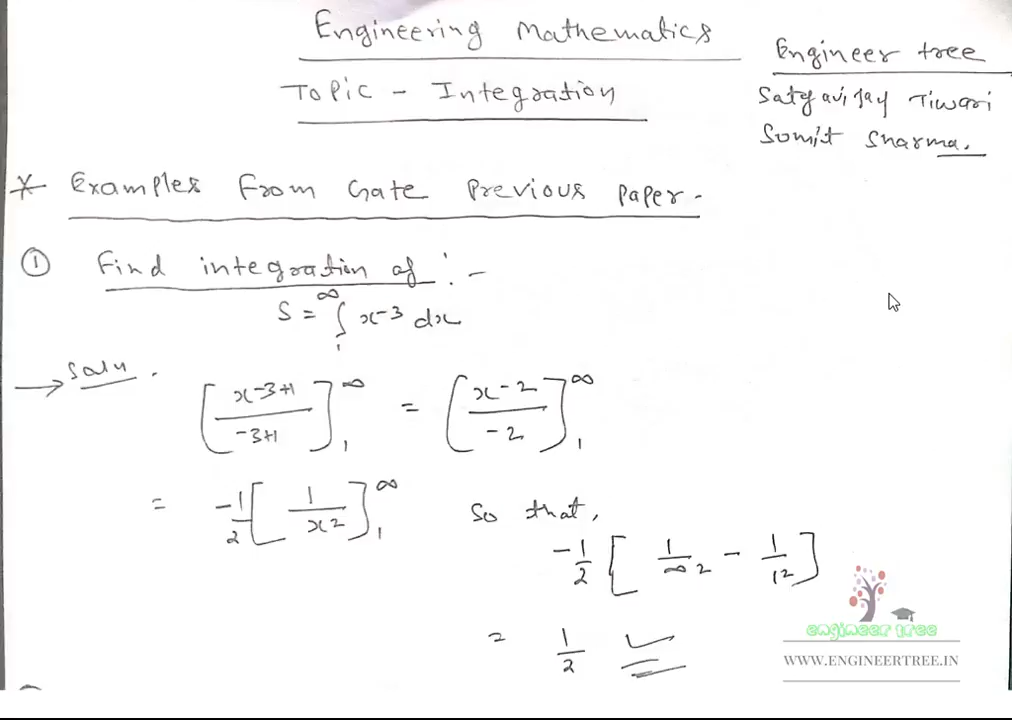 Engineering Mathematics
Topic - Integration
Engineer tree
Satyavijay Tiwari
Somit Sharma.
* Examples From Gate Previous Paper -
① Find integration of :-
S = ∫₁^∞ x-3 dx
→ Soln.
[x-3+1 / -3+1]₁^∞ = [x-2 / -2]₁^∞
= -1/2 [1 / x2]₁^∞ So that,
-1/2 [1/∞2 - 1/12]
= 1/2
engineer tree
WWW.ENGINEERTREE.IN